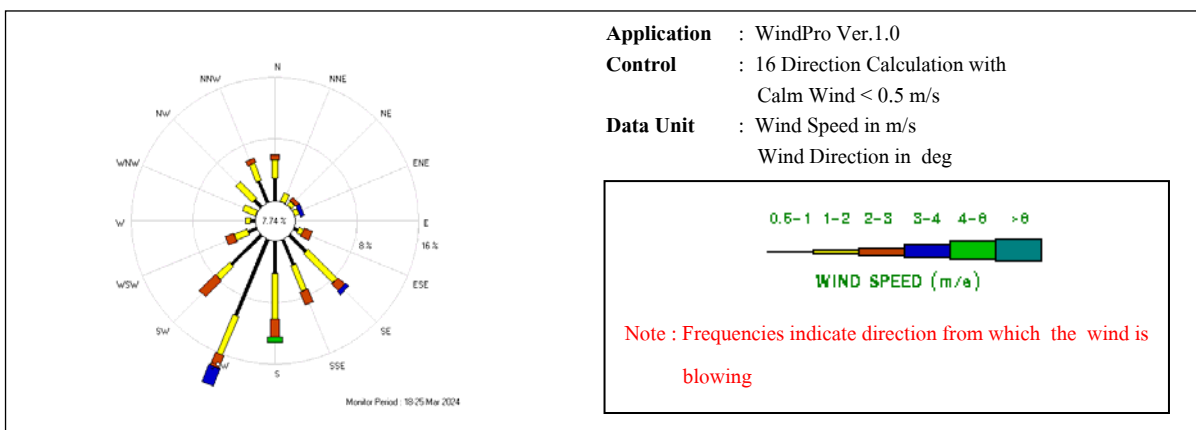 Application : WindPro Ver.1.0
Control : 16 Direction Calculation with
Calm Wind < 0.5 m/s
Data Unit : Wind Speed in m/s
Wind Direction in deg
N
NNE
NE
ENE
E
ESE
SE
SSE
S
SW
WSW
W
WNW
NW
NNW
7.74 %
8 %
16 %
Monitor Period : 18-25 Mar 2024
0.5-1 1-2 2-3 3-4 4-6 >6
WIND SPEED (m/s)
Note : Frequencies indicate direction from which the wind is
blowing